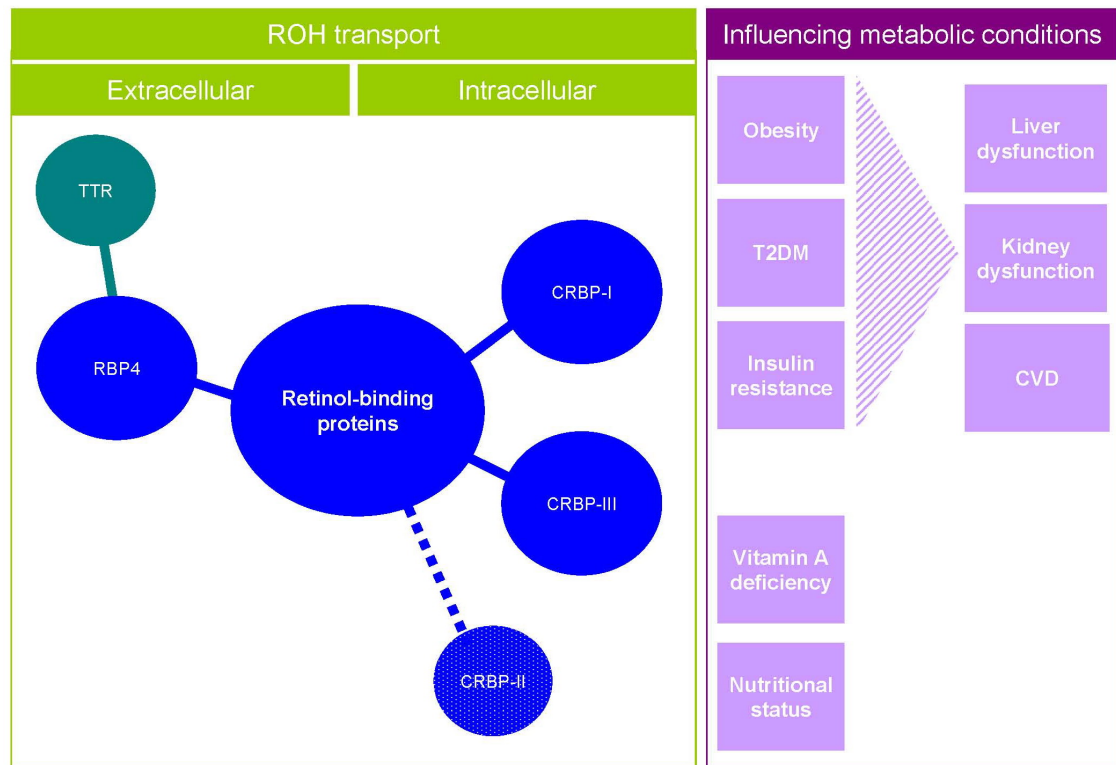 ROH transport
Extracellular
Intracellular
TTR
RBP4
Retinol-binding
proteins
CRBP-I
CRBP-III
CRBP-II
Influencing metabolic conditions
Obesity
T2DM
Insulin
resistance
Liver
dysfunction
Kidney
dysfunction
CVD
Vitamin A
deficiency
Nutritional
status